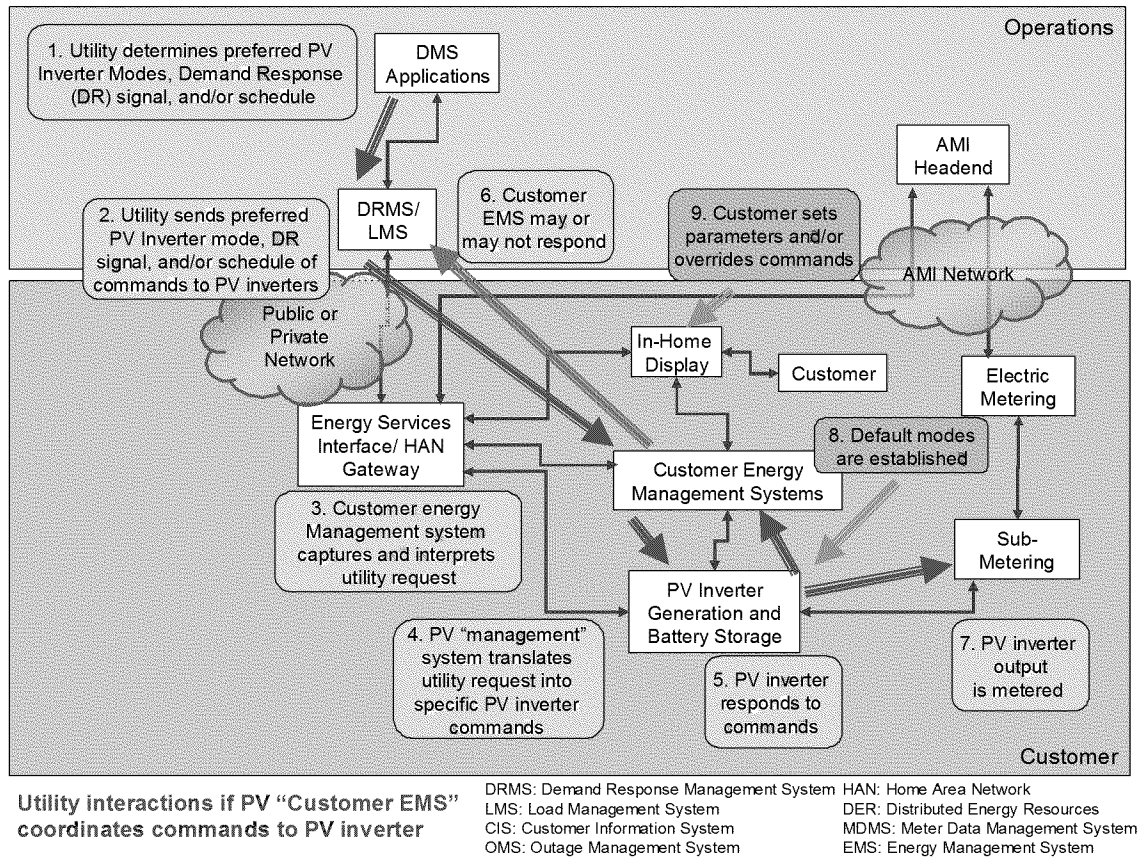 Operations
1. Utility determines preferred PV
Inverter Modes, Demand Response
(DR) signal, and/or schedule
DMS
Applications
AMI
Headend
2. Utility sends preferred
PV Inverter mode, DR
signal, and/or schedule of
commands to PV inverters
DRMS/
LMS
6. Customer
EMS may or
may not respond
9. Customer sets
parameters and/or
overrides commands
AMI Network
Public or
Private
Network
In-Home
Display
Customer
Electric
Metering
Energy Services
Interface/ HAN
Gateway
8. Default modes
are established
Customer Energy
Management Systems
3. Customer energy
Management system
captures and interprets
utility request
Sub-
Metering
PV Inverter
Generation and
Battery Storage
4. PV “management”
system translates
utility request into
specific PV inverter
commands
5. PV inverter
responds to
commands
7. PV inverter
output
is metered
Customer
Utility interactions if PV “Customer EMS”
coordinates commands to PV inverter
DRMS: Demand Response Management System
LMS: Load Management System
CIS: Customer Information System
OMS: Outage Management System
HAN: Home Area Network
DER: Distributed Energy Resources
MDMS: Meter Data Management System
EMS: Energy Management System